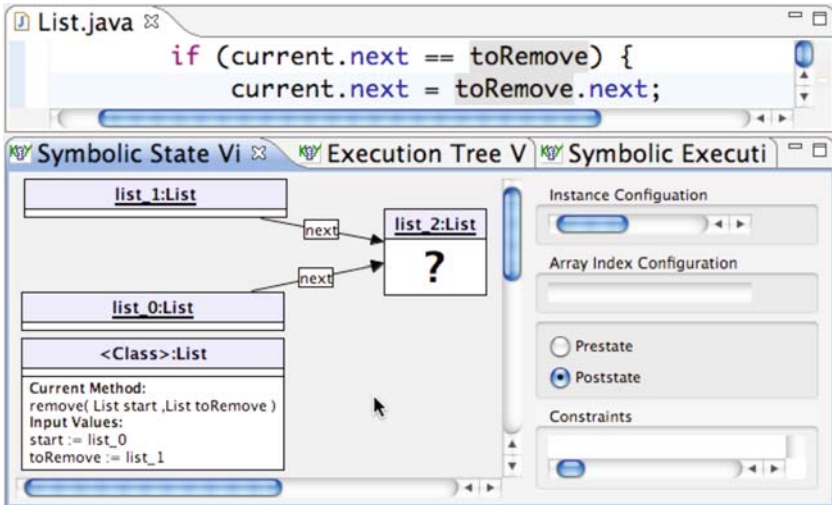 List.java
if (current.next == toRemove) {
current.next = toRemove.next;
Symbolic State Vi
Execution Tree V
Symbolic Executi
list_1:List
next
list_2:List
?
next
list_0:List
<Class>:List
Current Method:
remove( List start ,List toRemove )
Input Values:
start := list_0
toRemove := list_1
Instance Configuation
Array Index Configuration
Prestate
Poststate
Constraints